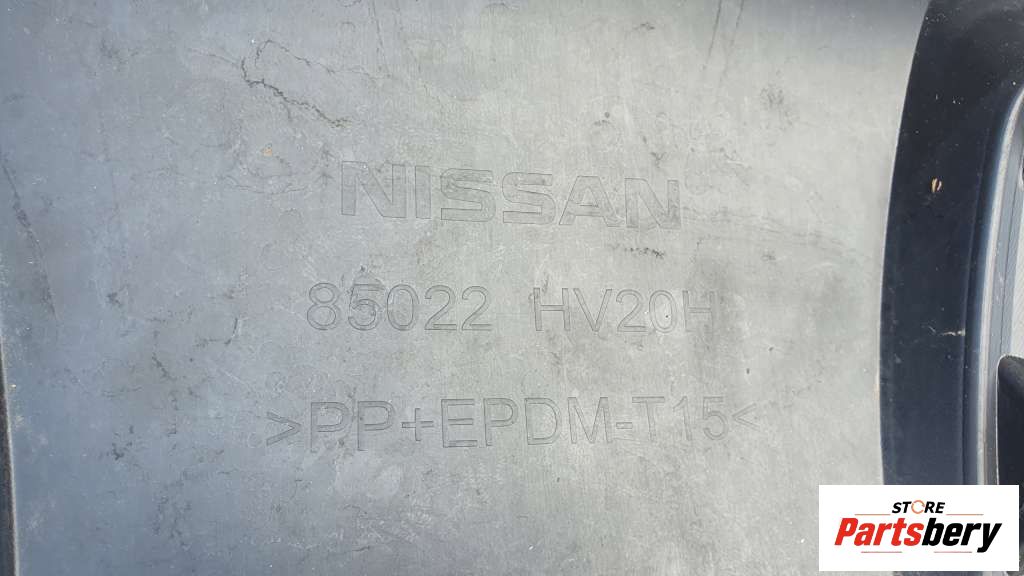 NISSAN
85022 HV20H
>PP+EPDM-T15<
STORE
Partsbery